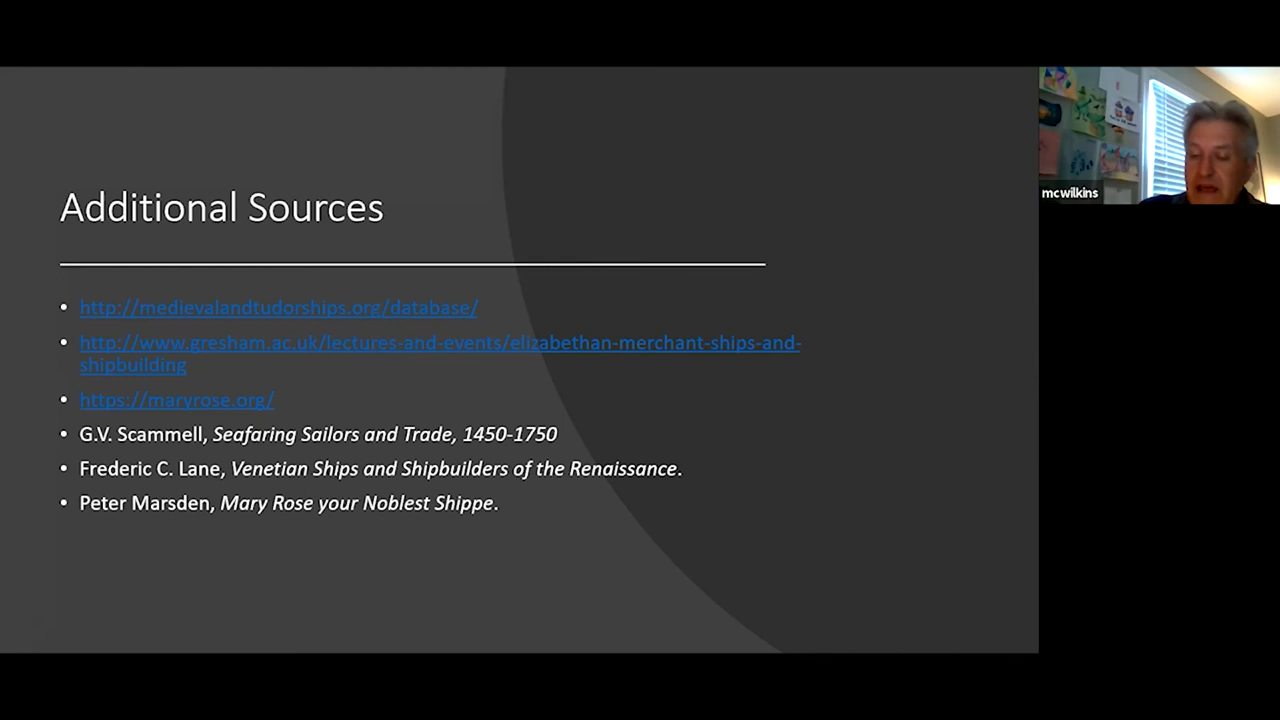 Additional Sources
• http://medievalandtudorships.org/database/
• http://www.gresham.ac.uk/lectures-and-events/elizabethan-merchant-ships-and-
shipbuilding
• https://maryrose.org/
• G.V. Scammell, Seafaring Sailors and Trade, 1450-1750
• Frederic C. Lane, Venetian Ships and Shipbuilders of the Renaissance.
• Peter Marsden, Mary Rose your Noblest Shippe.
mcwilkins